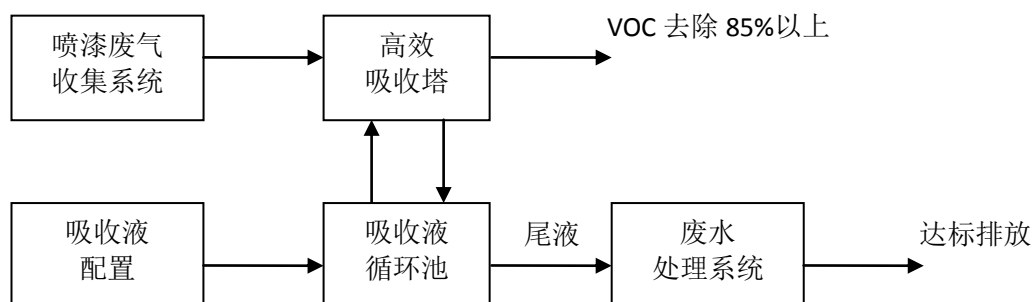 喷漆废气
收集系统
高效
吸收塔
VOC 去除 85%以上
吸收液
配置
吸收液
循环池
尾液
废水
处理系统
达标排放